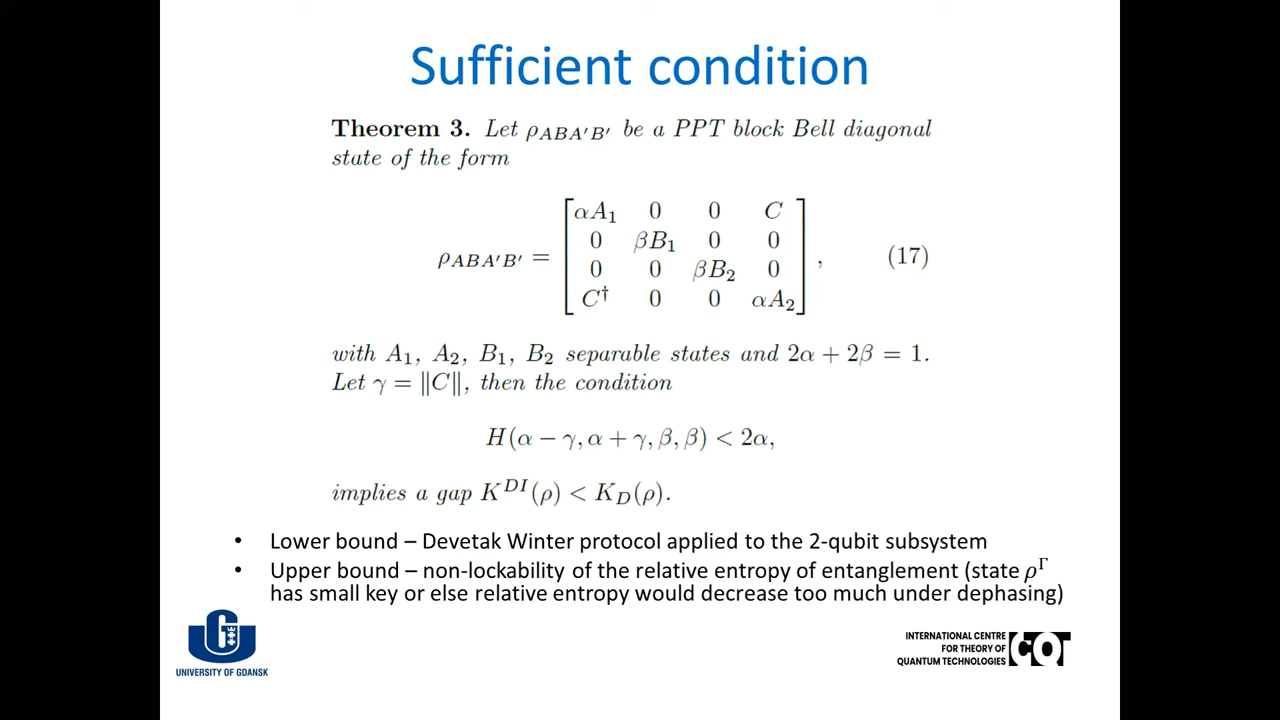 Sufficient condition
Theorem 3. Let ρ_{ABA′B′} be a PPT block Bell diagonal
state of the form
ρ_{ABA′B′} = [ αA₁ 0 0 C
0 βB₁ 0 0
0 0 βB₂ 0
C† 0 0 αA₂ ] , (17)
with A₁, A₂, B₁, B₂ separable states and 2α + 2β = 1.
Let γ = ‖C‖, then the condition
H(α − γ, α + γ, β, β) < 2α,
implies a gap K^{DI}(ρ) < K_D(ρ).
• Lower bound – Devetak Winter protocol applied to the 2-qubit subsystem
• Upper bound – non-lockability of the relative entropy of entanglement (state ρ^Γ
has small key or else relative entropy would decrease too much under dephasing)
UNIVERSITY OF GDAŃSK
INTERNATIONAL CENTRE
FOR THEORY OF
QUANTUM TECHNOLOGIES